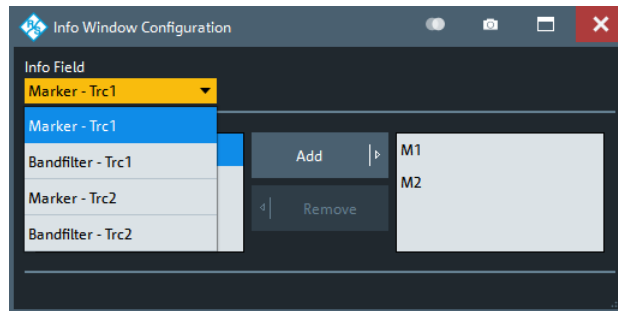 Info Window Configuration
Info Field
Marker - Trc1
Marker - Trc1
Bandfilter - Trc1
Marker - Trc2
Bandfilter - Trc2
Add
Remove
M1
M2